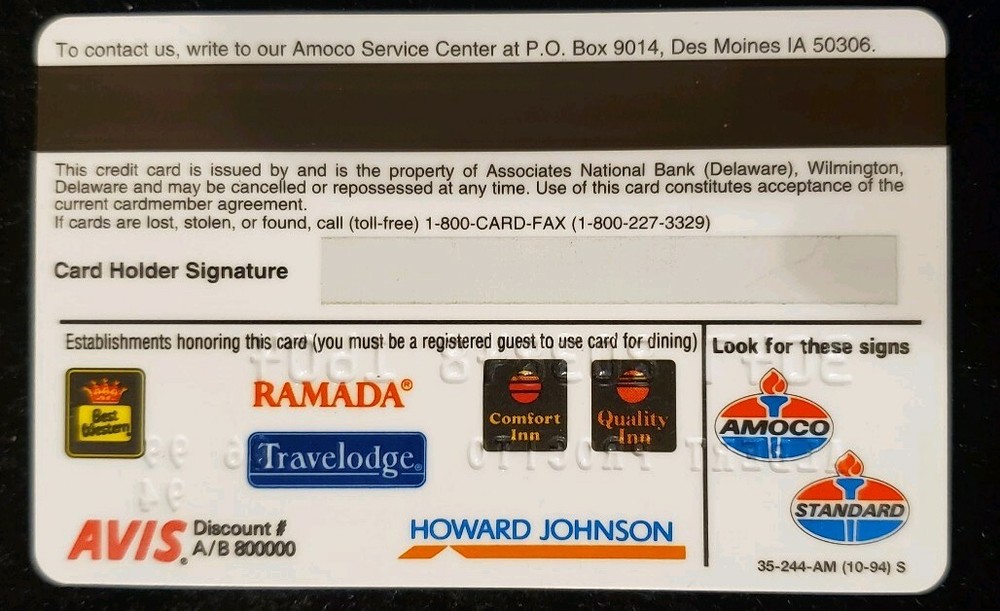 To contact us, write to our Amoco Service Center at P.O. Box 9014, Des Moines IA 50306.
This credit card is issued by and is the property of Associates National Bank (Delaware), Wilmington,
Delaware and may be cancelled or repossessed at any time. Use of this card constitutes acceptance of the
current cardmember agreement.
If cards are lost, stolen, or found, call (toll-free) 1-800-CARD-FAX (1-800-227-3329)
Card Holder Signature
Establishments honoring this card (you must be a registered guest to use card for dining)
Look for these signs
Best
Western
RAMADA®
Comfort
Inn
Quality
Inn
AMOCO
Travelodge®
STANDARD
AVIS® Discount #
A/B 800000
HOWARD JOHNSON
35-244-AM (10-94) S